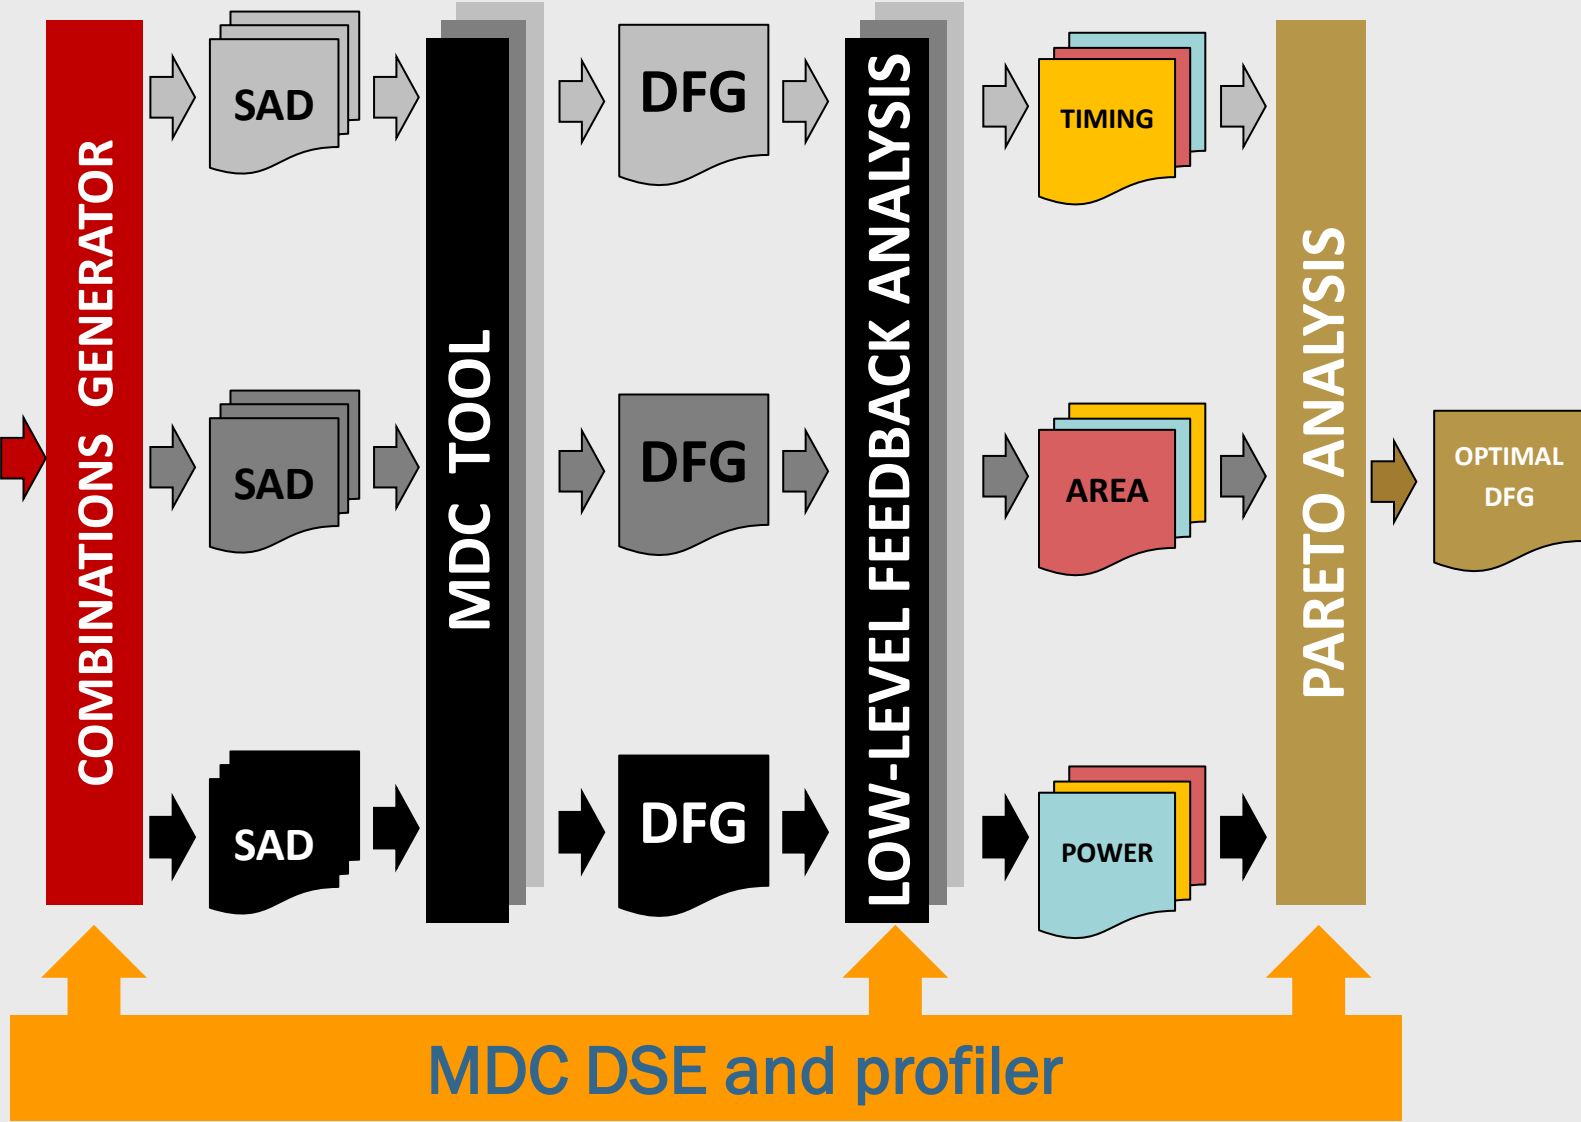 COMBINATIONS GENERATOR
SAD
SAD
SAD
MDC TOOL
DFG
DFG
DFG
LOW-LEVEL FEEDBACK ANALYSIS
TIMING
AREA
POWER
PARETO ANALYSIS
OPTIMAL
DFG
MDC DSE and profiler